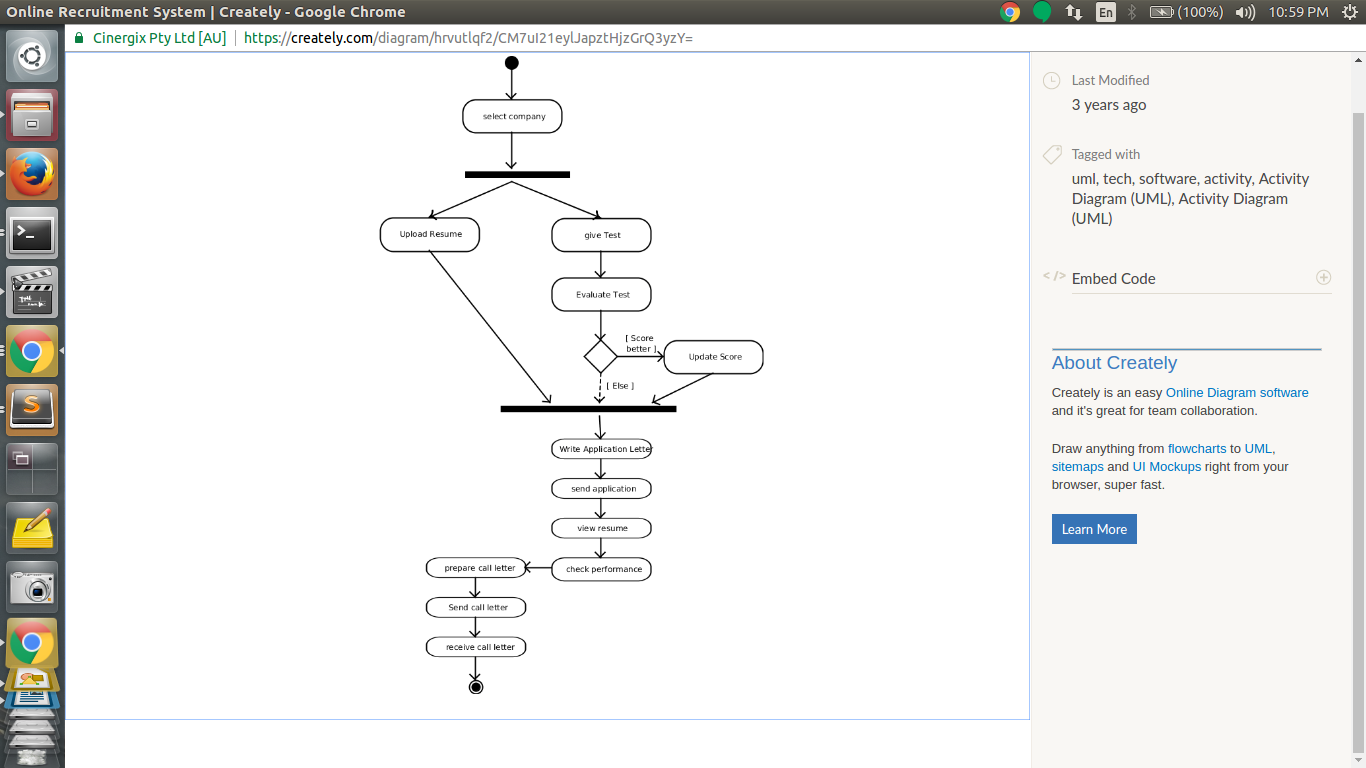 Online Recruitment System | Creately - Google Chrome
En
(100%)
10:59 PM
Cinergix Pty Ltd [AU]
https://creately.com/diagram/hrvutlqf2/CM7uI21eylJapztHjzGrQ3yzY=
select company
Upload Resume
give Test
Evaluate Test
[ Score
better ]
Update Score
[ Else ]
Write Application Letter
send application
view resume
check performance
prepare call letter
Send call letter
receive call letter
Last Modified
3 years ago
Tagged with
uml, tech, software, activity, Activity
Diagram (UML), Activity Diagram
(UML)
</> Embed Code
About Creately
Creately is an easy Online Diagram software
and it's great for team collaboration.
Draw anything from flowcharts to UML,
sitemaps and UI Mockups right from your
browser, super fast.
Learn More